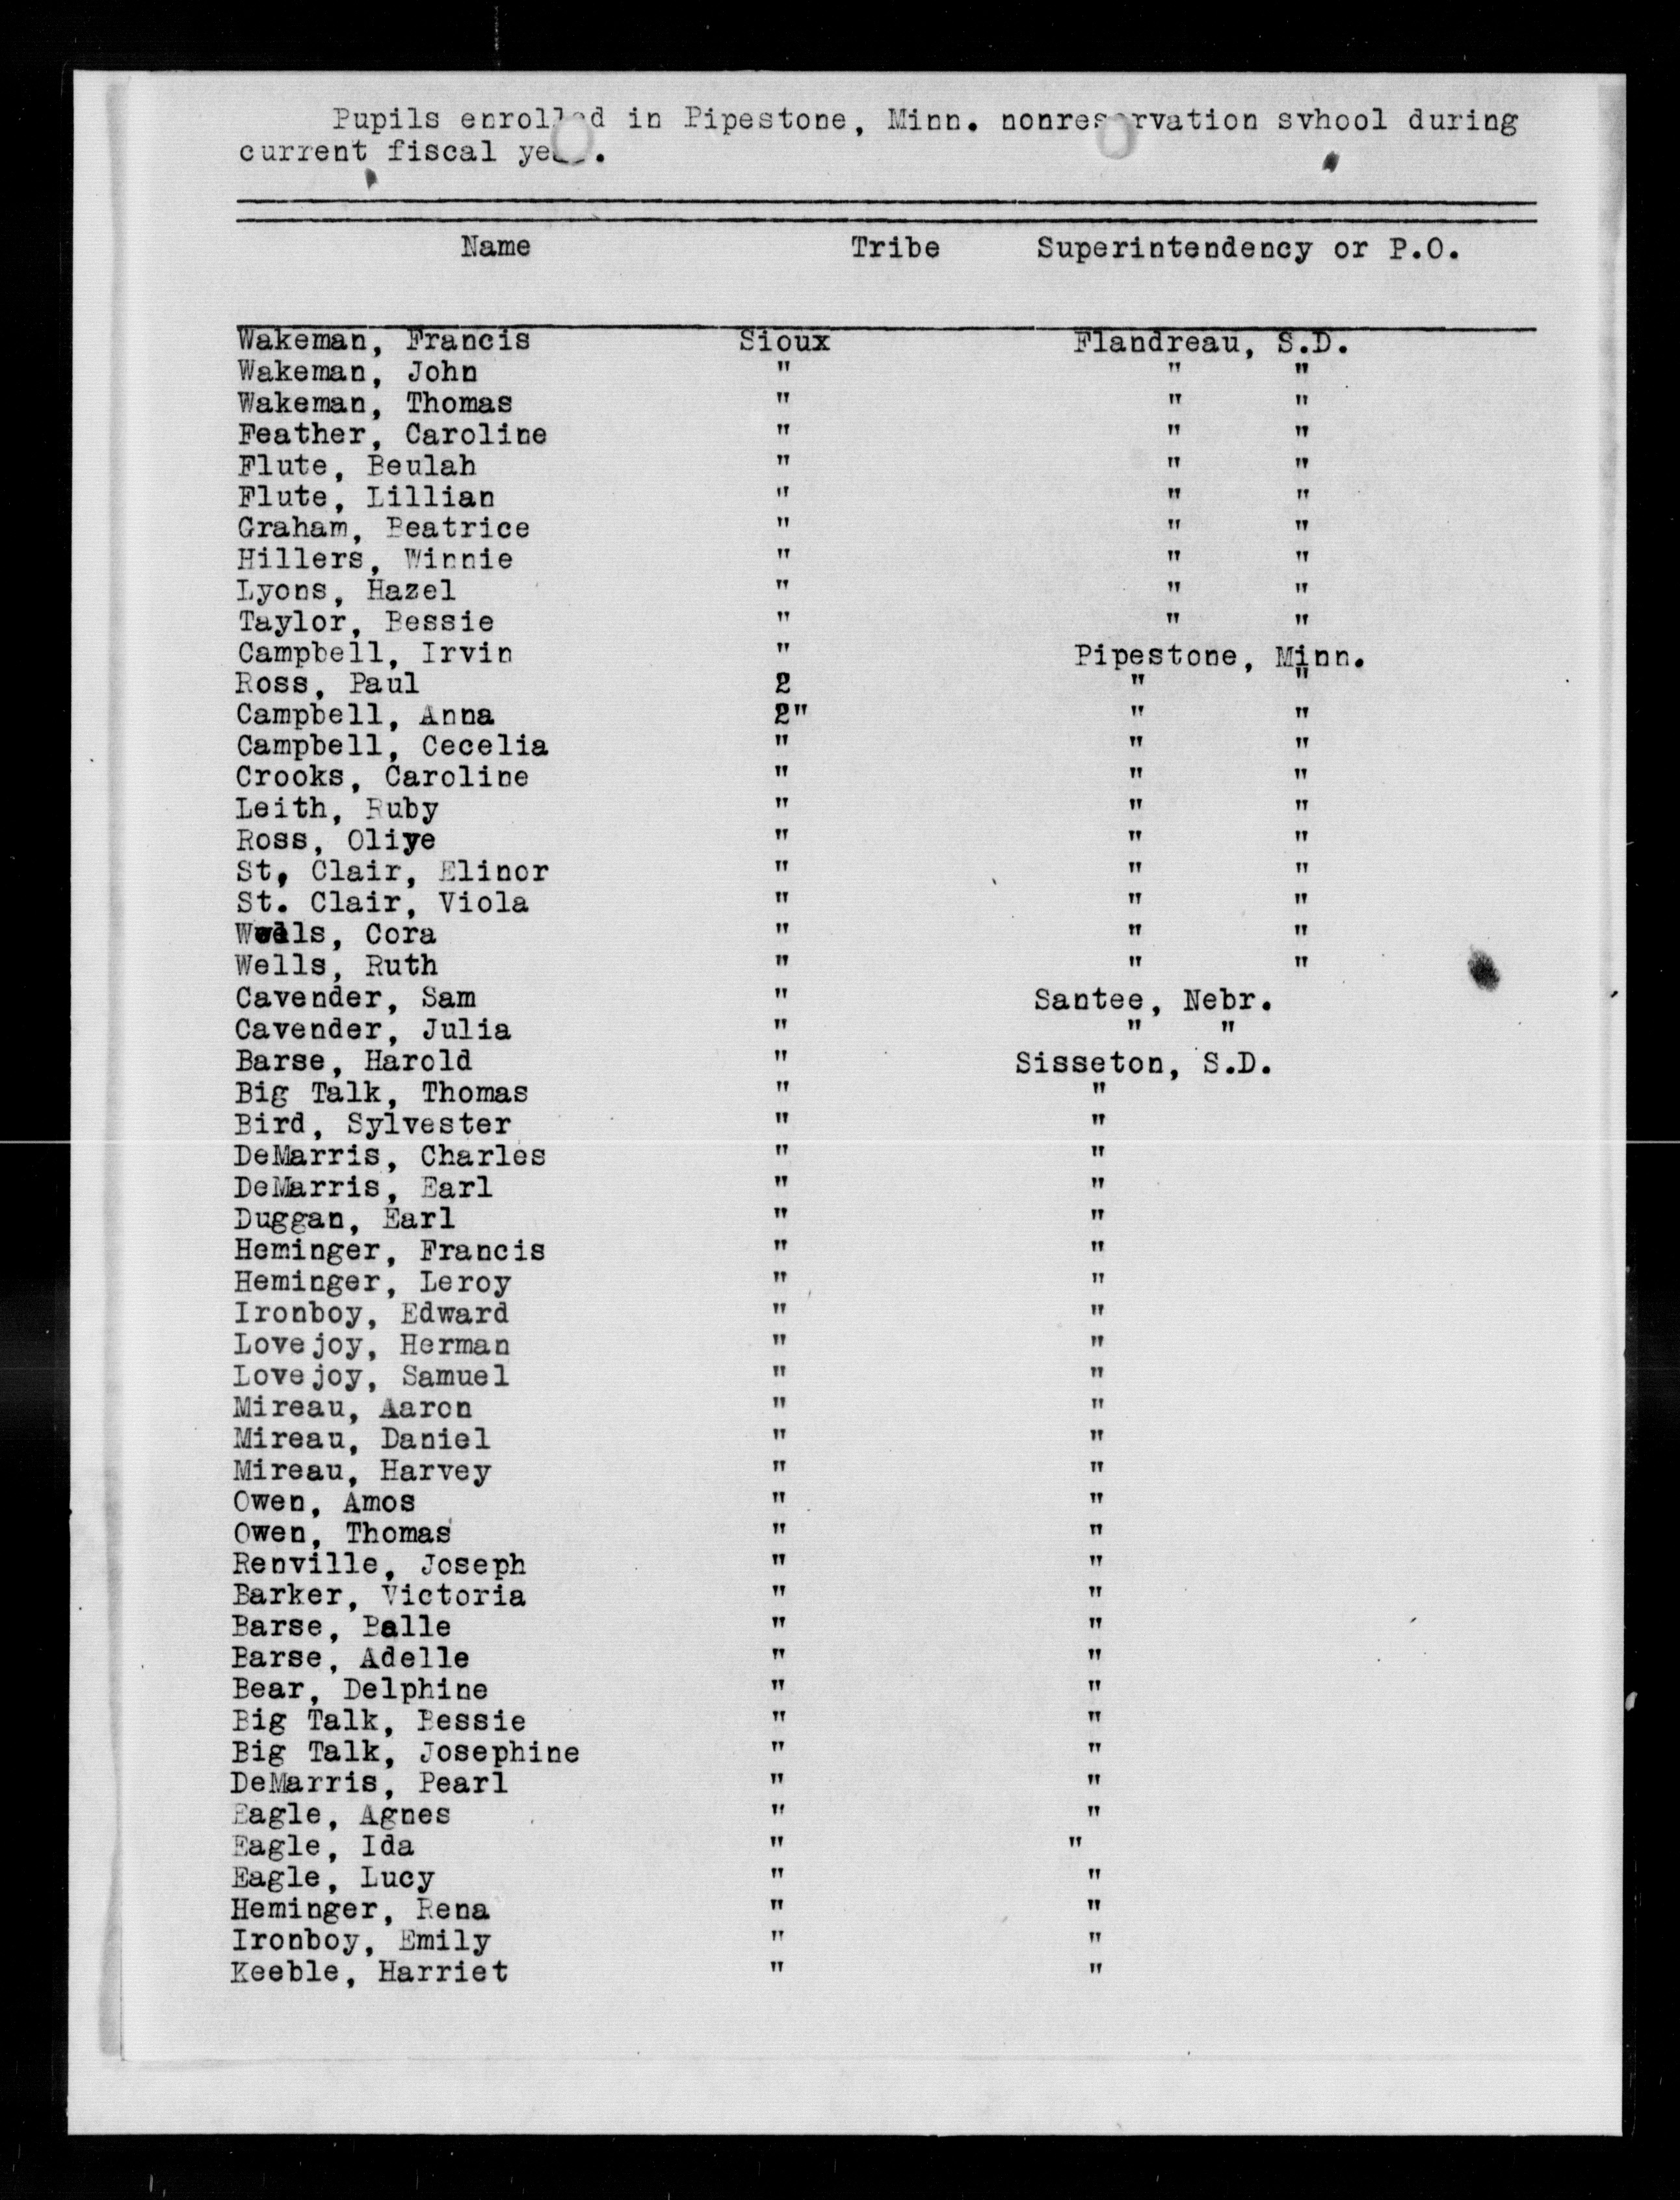 Pupils enrolled in Pipestone, Minn. nonreservation svhool during
current fiscal year.
Name Tribe Superintendency or P.O.
Wakeman, Francis Sioux Flandreau, S.D.
Wakeman, John " " "
Wakeman, Thomas " " "
Feather, Caroline " " "
Flute, Beulah " " "
Flute, Lillian " " "
Graham, Beatrice " " "
Hillers, Winnie " " "
Lyons, Hazel " " "
Taylor, Bessie " " "
Campbell, Irvin " Pipestone, Minn.
Ross, Paul 2 " "
Campbell, Anna 2" " "
Campbell, Cecelia " " "
Crooks, Caroline " " "
Leith, Ruby " " "
Ross, Olive " " "
St, Clair, Elinor " " "
St. Clair, Viola " " "
Wells, Cora " " "
Wells, Ruth " " "
Cavender, Sam " Santee, Nebr.
Cavender, Julia " " "
Barse, Harold " Sisseton, S.D.
Big Talk, Thomas " "
Bird, Sylvester " "
DeMarris, Charles " "
DeMarris, Earl " "
Duggan, Earl " "
Heminger, Francis " "
Heminger, Leroy " "
Ironboy, Edward " "
Lovejoy, Herman " "
Lovejoy, Samuel " "
Mireau, Aaron " "
Mireau, Daniel " "
Mireau, Harvey " "
Owen, Amos " "
Owen, Thomas " "
Renville, Joseph " "
Barker, Victoria " "
Barse, Balle " "
Barse, Adelle " "
Bear, Delphine " "
Big Talk, Bessie " "
Big Talk, Josephine " "
DeMarris, Pearl " "
Eagle, Agnes " "
Eagle, Ida " "
Eagle, Lucy " "
Heminger, Rena " "
Ironboy, Emily " "
Keeble, Harriet " "